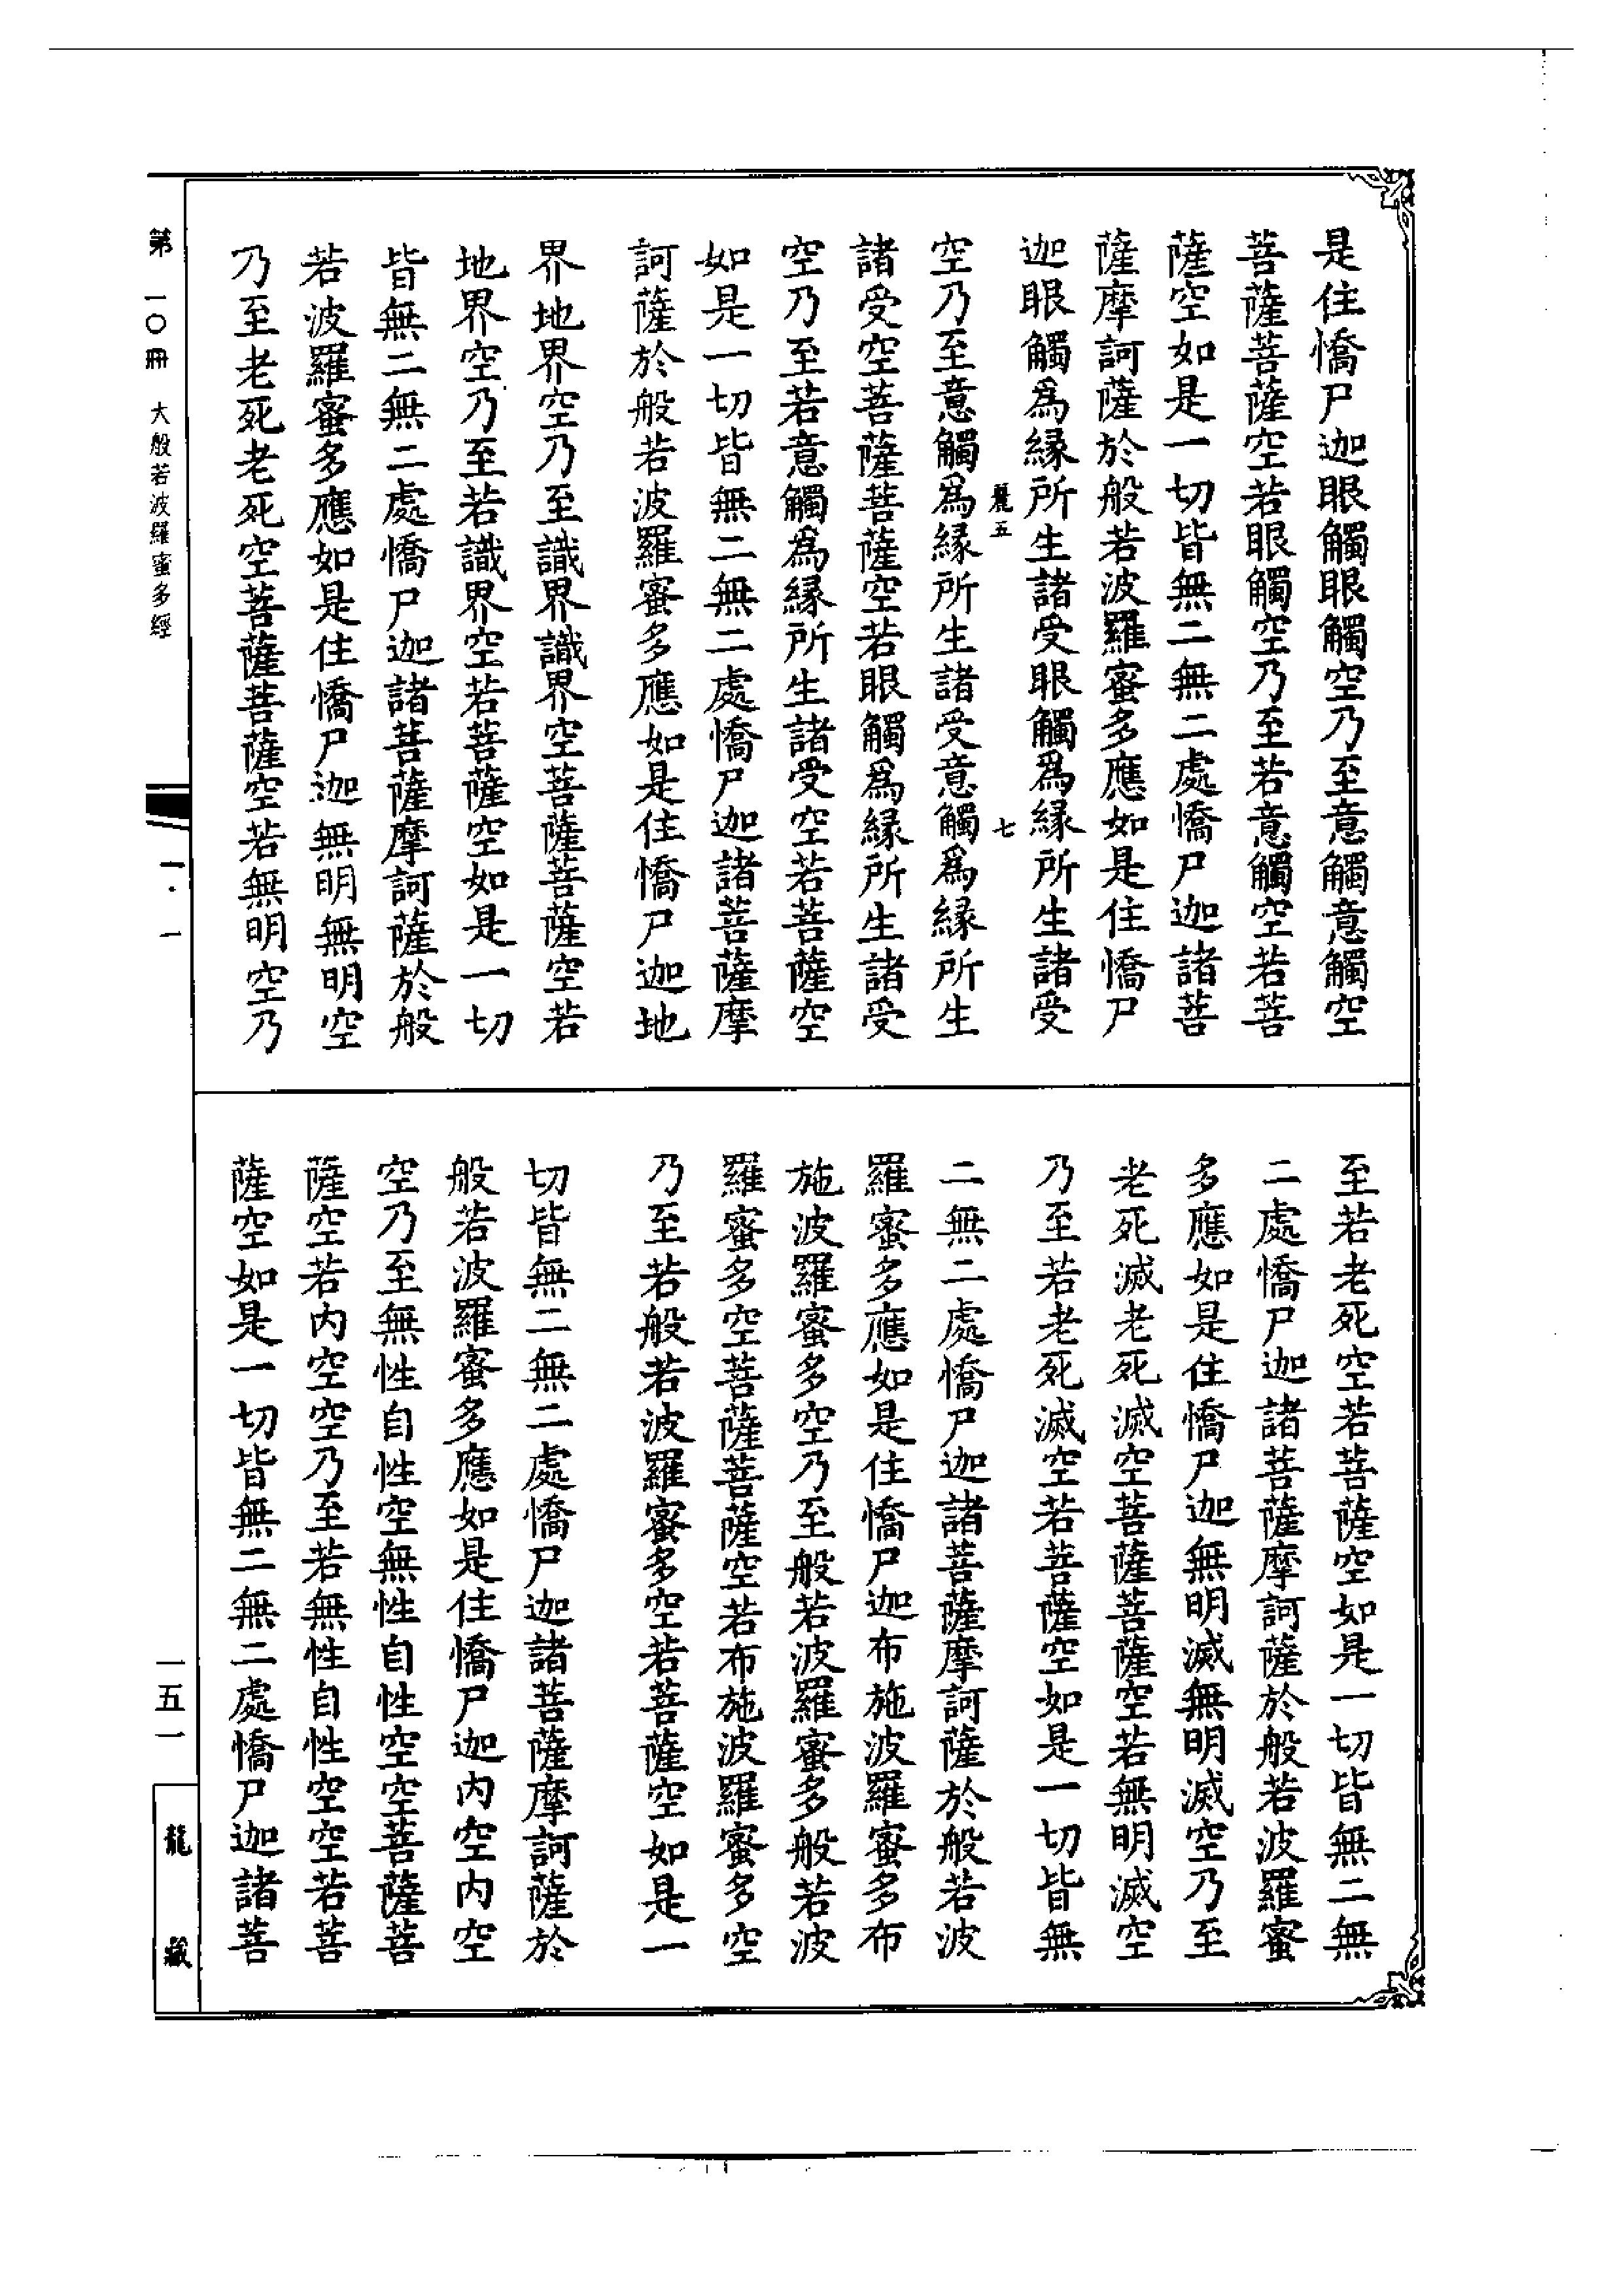 是住憍尸迦眼觸眼觸空乃至意觸意觸空
菩薩菩薩空若眼觸空乃至若意觸空若菩
薩空如是一切皆無二無二處憍尸迦諸菩
薩摩訶薩於般若波羅蜜多應如是住憍尸
迦眼觸爲縁所生諸受眼觸爲縁所生諸受
麗五 七
空乃至意觸爲縁所生諸受意觸爲縁所生
諸受空菩薩菩薩空若眼觸爲縁所生諸受
空乃至若意觸爲縁所生諸受空若菩薩空
如是一切皆無二無二處憍尸迦諸菩薩摩
訶薩於般若波羅蜜多應如是住憍尸迦地
界地界空乃至識界識界空菩薩菩薩空若
地界空乃至若識界空若菩薩空如是一切
皆無二無二處憍尸迦諸菩薩摩訶薩於般
若波羅蜜多應如是住憍尸迦無明無明空
乃至老死老死空菩薩菩薩空若無明空乃
至若老死空若菩薩空如是一切皆無二無
二處憍尸迦諸菩薩摩訶薩於般若波羅蜜
多應如是住憍尸迦無明滅無明滅空乃至
老死滅老死滅空菩薩菩薩空若無明滅空
乃至若老死滅空若菩薩空如是一切皆無
二無二處憍尸迦諸菩薩摩訶薩於般若波
羅蜜多應如是住憍尸迦布施波羅蜜多布
施波羅蜜多空乃至般若波羅蜜多般若波
羅蜜多空菩薩菩薩空若布施波羅蜜多空
乃至若般若波羅蜜多空若菩薩空如是一
切皆無二無二處憍尸迦諸菩薩摩訶薩於
般若波羅蜜多應如是住憍尸迦内空内空
空乃至無性自性空無性自性空空菩薩菩
薩空若内空空乃至若無性自性空空若菩
薩空如是一切皆無二無二處憍尸迦諸菩
第一〇冊 大般若波羅蜜多經
一·一
一五一
龍藏